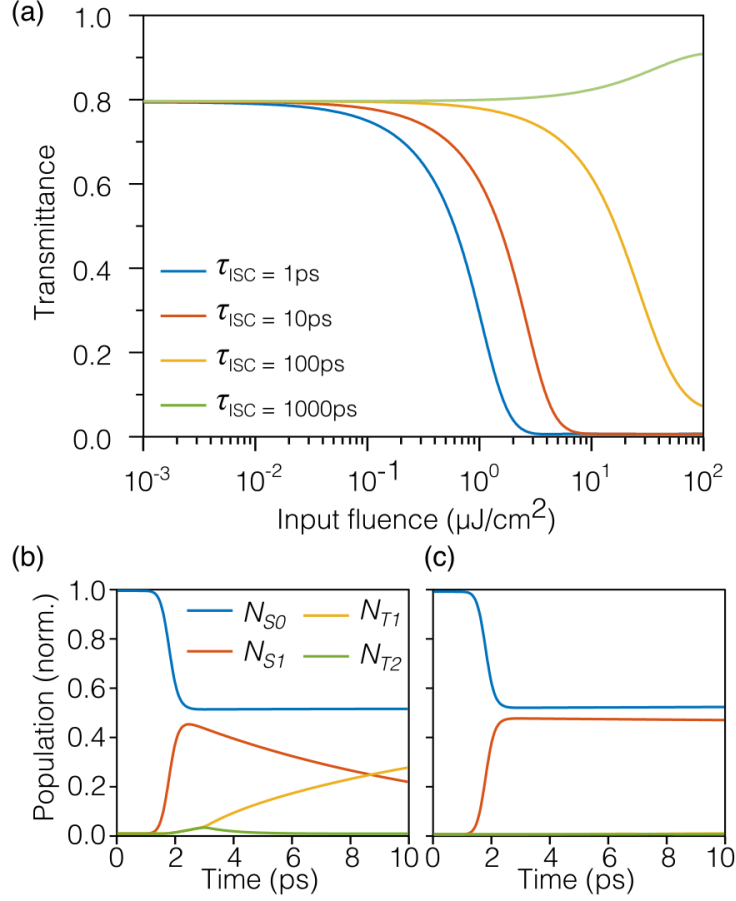 (a)
1.0
0.8
0.6
0.4
0.2
0.0
Transmittance
τISC = 1ps
τISC = 10ps
τISC = 100ps
τISC = 1000ps
10-3 10-2 10-1 100 101 102
Input fluence (μJ/cm2)
(b) (c)
1.0
0.8
0.6
0.4
0.2
0.0
Population (norm.)
NS0 NT1
NS1 NT2
0 2 4 6 8 10
Time (ps)
0 2 4 6 8 10
Time (ps)